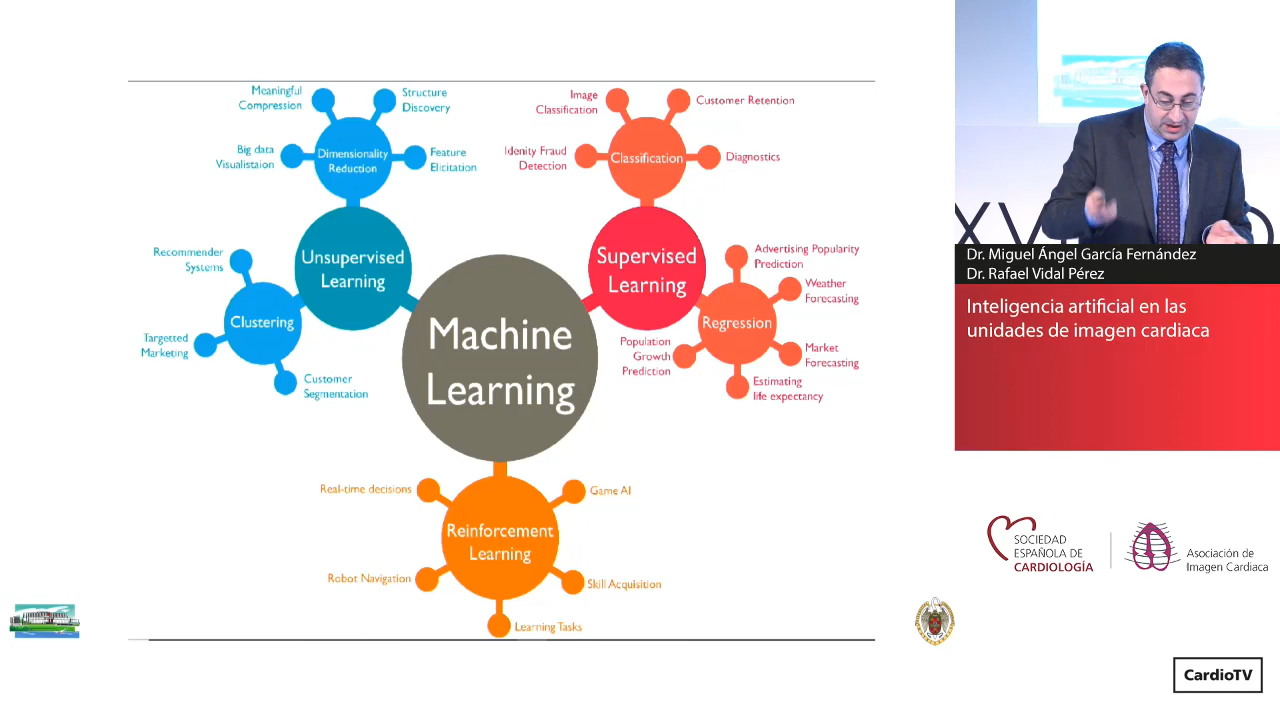 Meaningful
Compression
Structure
Discovery
Big data
Visualistaion
Dimensionality
Reduction
Feature
Elicitation
Image
Classification
Customer Retention
Idenity Fraud
Detection
Classification
Diagnostics
Unsupervised
Learning
Supervised
Learning
Recommender
Systems
Clustering
Targetted
Marketing
Customer
Segmentation
Advertising Popularity
Prediction
Weather
Forecasting
Regression
Population
Growth
Prediction
Market
Forecasting
Estimating
life expectancy
Machine
Learning
Real-time decisions
Game AI
Reinforcement
Learning
Robot Navigation
Skill Acquisition
Learning Tasks
XV
Dr. Miguel Ángel García Fernández
Dr. Rafael Vidal Pérez
Inteligencia artificial en las
unidades de imagen cardiaca
SOCIEDAD
ESPAÑOLA DE
CARDIOLOGÍA
Asociación de
Imagen Cardiaca
CardioTV